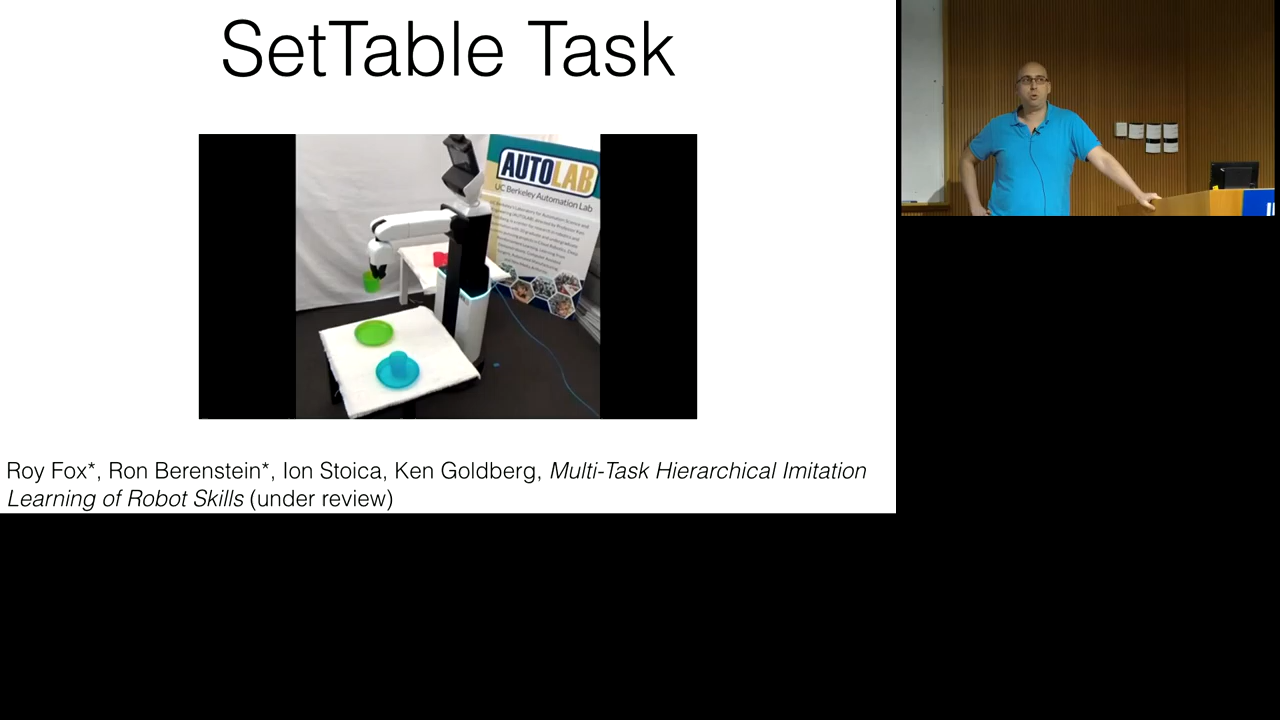 SetTable Task
AUTOLAB
UC Berkeley Automation Lab
Roy Fox*, Ron Berenstein*, Ion Stoica, Ken Goldberg, Multi-Task Hierarchical Imitation
Learning of Robot Skills (under review)